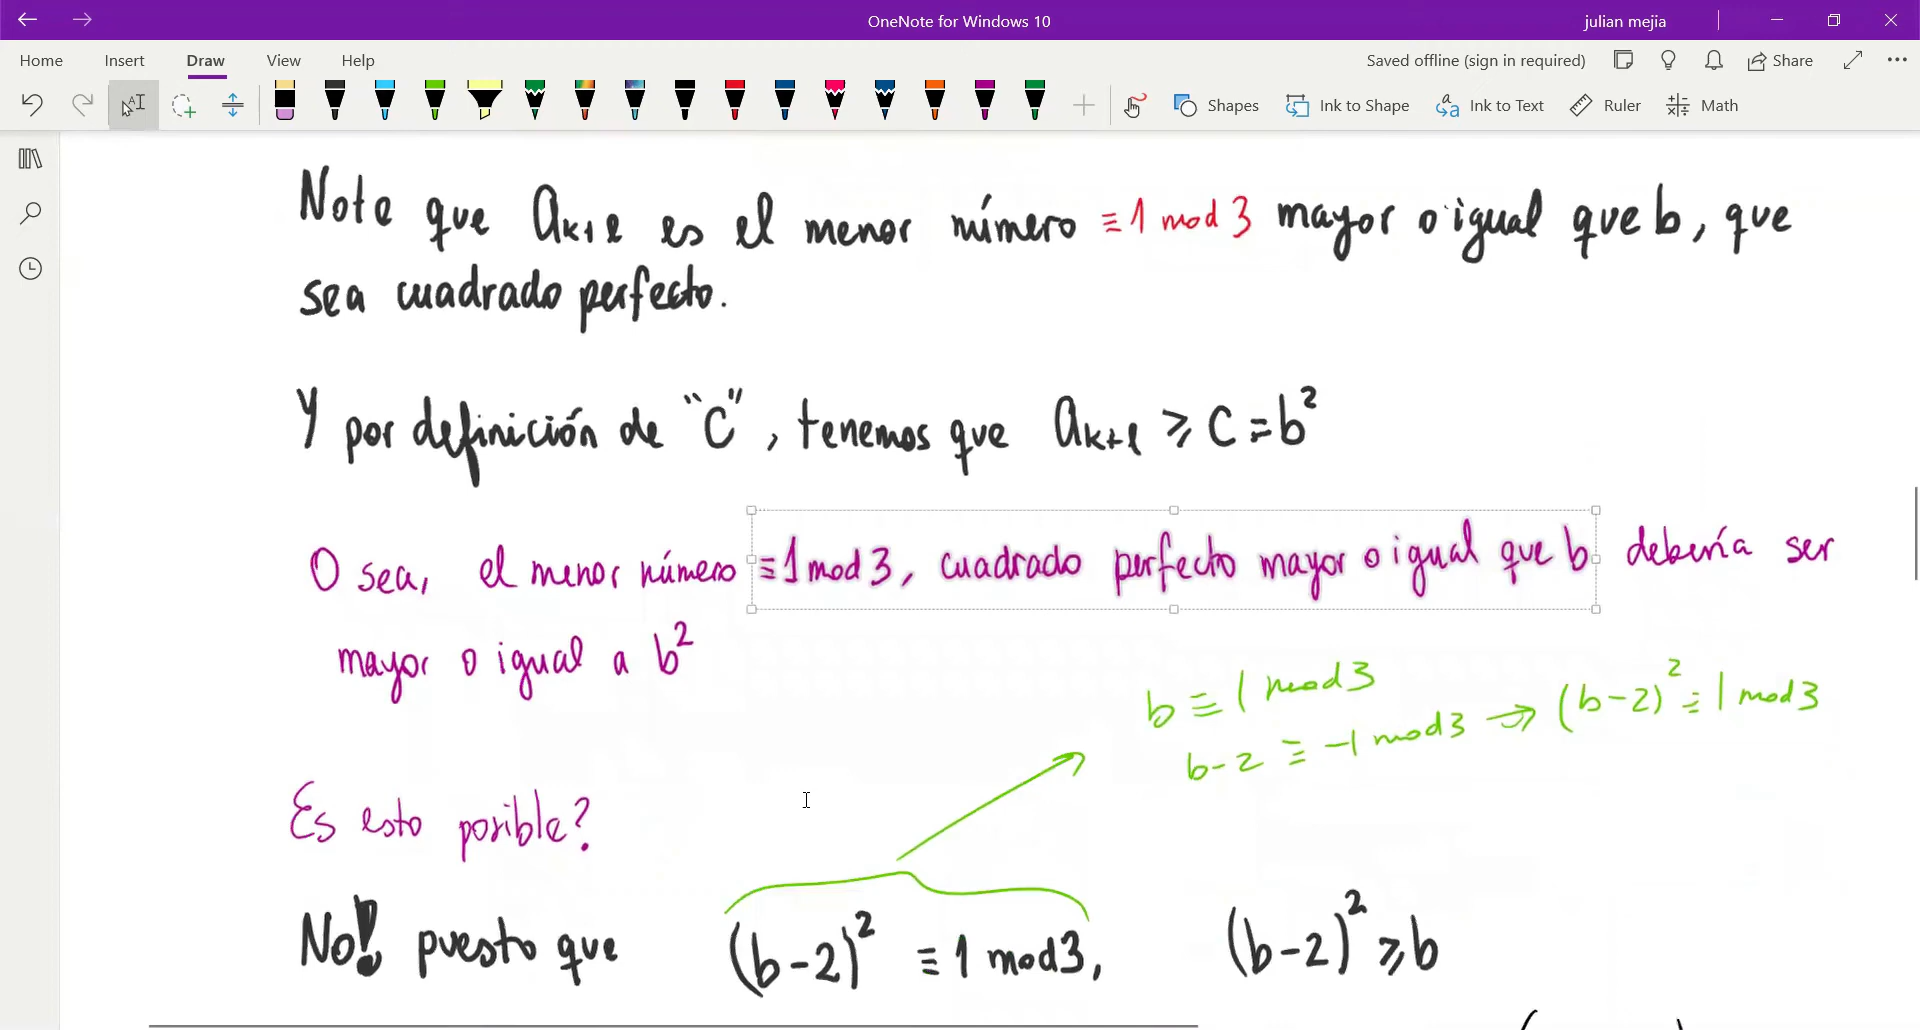 OneNote for Windows 10
julian mejia
Home Insert Draw View Help
Saved offline (sign in required) Share
Shapes Ink to Shape Ink to Text Ruler Math
Note que a_{k+l} es el menor número ≡ 1 mod 3 mayor o igual que b, que
sea cuadrado perfecto.
Y por definición de "C", tenemos que a_{k+l} ⩾ C = b²
O sea, el menor número ≡ 1 mod 3, cuadrado perfecto mayor o igual que b debería ser
mayor o igual a b²
b ≡ 1 mod 3
b-2 ≡ -1 mod 3 → (b-2)² ≡ 1 mod 3
Es esto posible?
No! puesto que (b-2)² ≡ 1 mod 3, (b-2)² ⩾ b